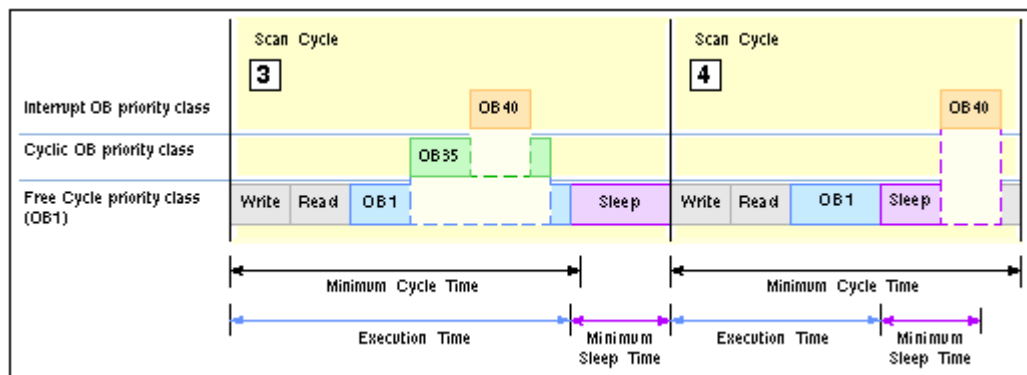 Scan Cycle
Scan Cycle
3
4
Interrupt OB priority class
OB40
OB40
Cyclic OB priority class
OB35
Free Cycle priority class
(OB1)
Write
Read
OB1
Sleep
Write
Read
OB1
Sleep
Minimum Cycle Time
Minimum Cycle Time
Execution Time
Minimum
Sleep Time
Execution Time
Minimum
Sleep Time